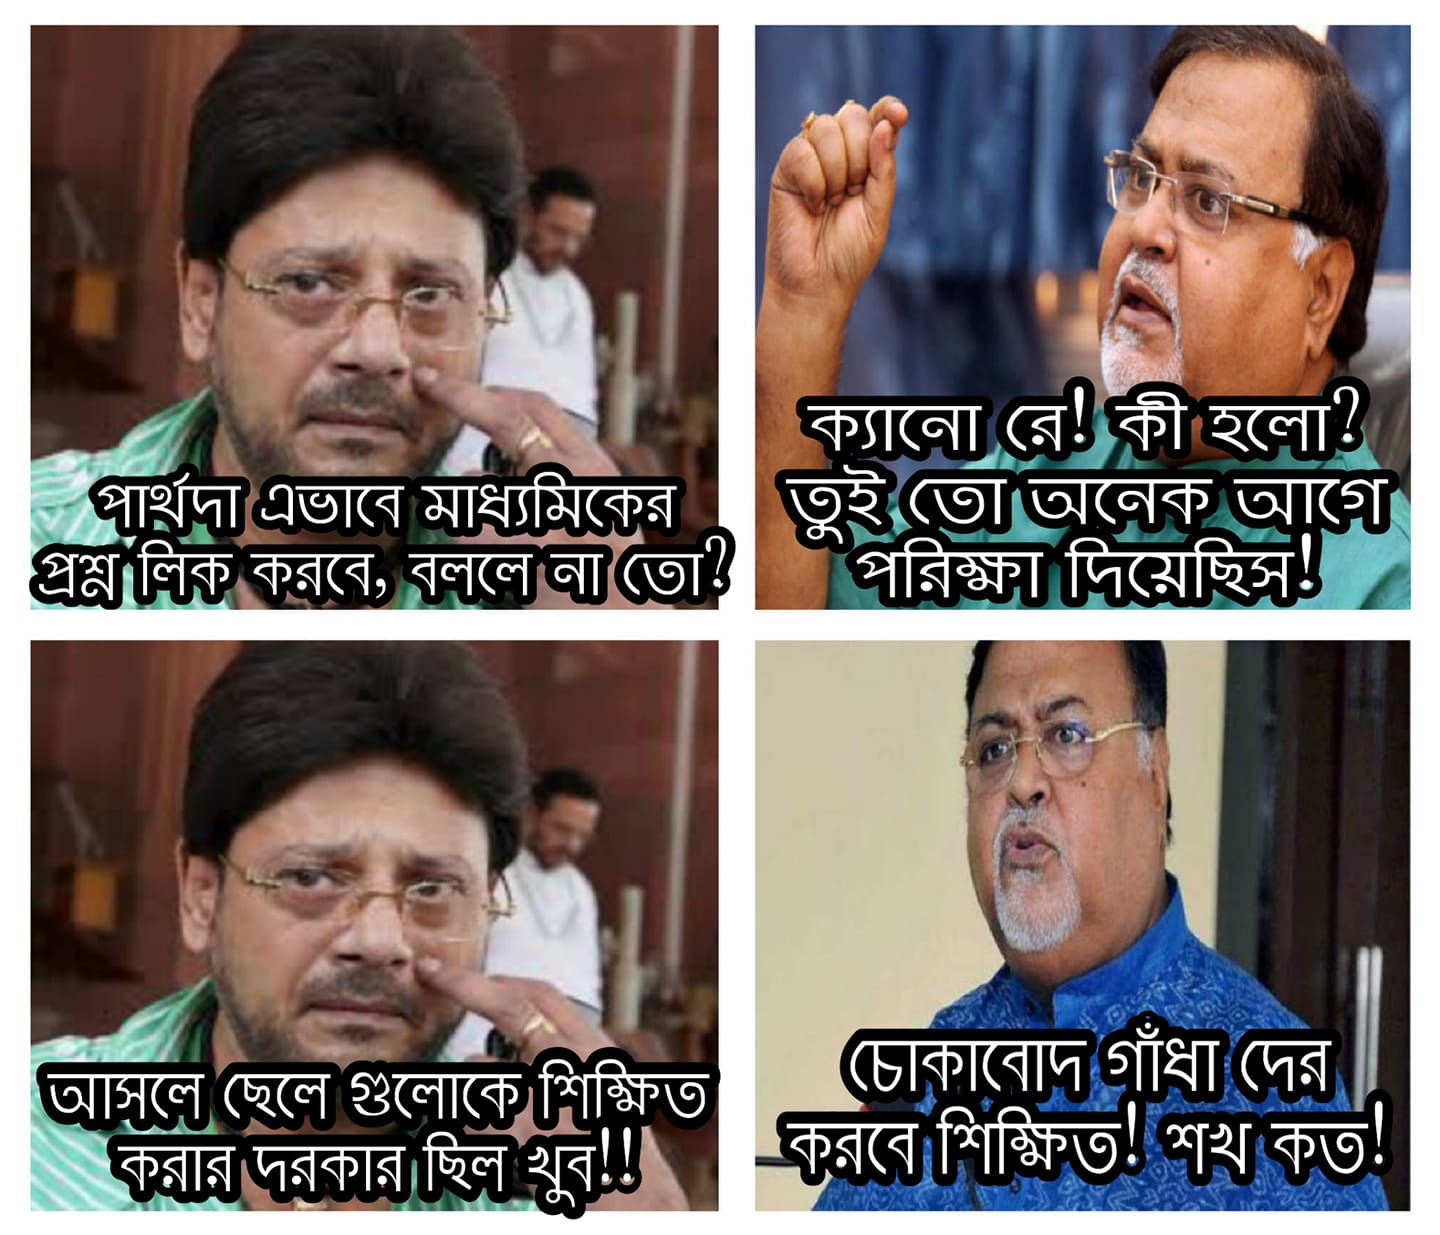 পার্থদা এভাবে মাধ্যমিকের
প্রশ্ন লিক করবে, বললে না তো?
ক্যানো রে! কী হলো?
তুই তো অনেক আগে
পরিক্ষা দিয়েছিস!
আসলে ছেলে গুলোকে শিক্ষিত
করার দরকার ছিল খুব!!
চোকাবোদ গাঁধা দের
করবে শিক্ষিত! শখ কত!